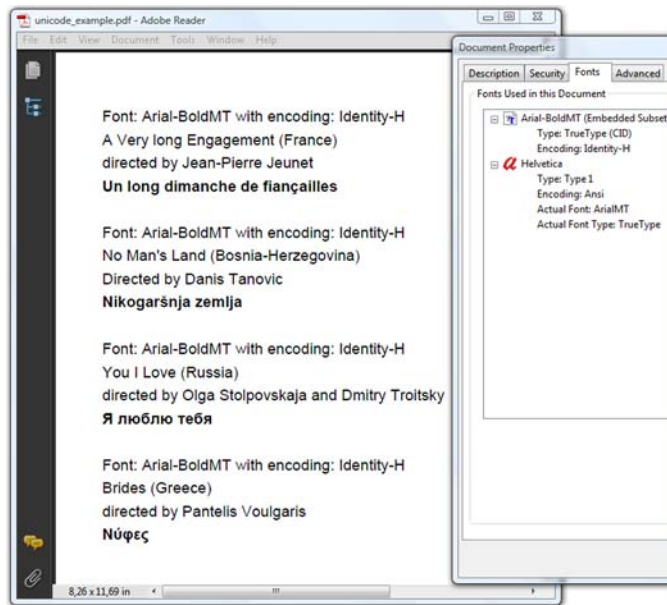 unicode_example.pdf - Adobe Reader
File Edit View Document Tools Window Help
Font: Arial-BoldMT with encoding: Identity-H
A Very long Engagement (France)
directed by Jean-Pierre Jeunet
Un long dimanche de fiançailles
Font: Arial-BoldMT with encoding: Identity-H
No Man's Land (Bosnia-Herzegovina)
Directed by Danis Tanovic
Nikogaršnja zemlja
Font: Arial-BoldMT with encoding: Identity-H
You I Love (Russia)
directed by Olga Stolpovskaja and Dmitry Troitsky
Я люблю тебя
Font: Arial-BoldMT with encoding: Identity-H
Brides (Greece)
directed by Pantelis Voulgaris
Νύφες
8,26 x 11,69 in
Document Properties
Description Security Fonts Advanced
Fonts Used in this Document
Arial-BoldMT (Embedded Subset
Type: TrueType (CID)
Encoding: Identity-H
Helvetica
Type: Type 1
Encoding: Ansi
Actual Font: ArialMT
Actual Font Type: TrueType